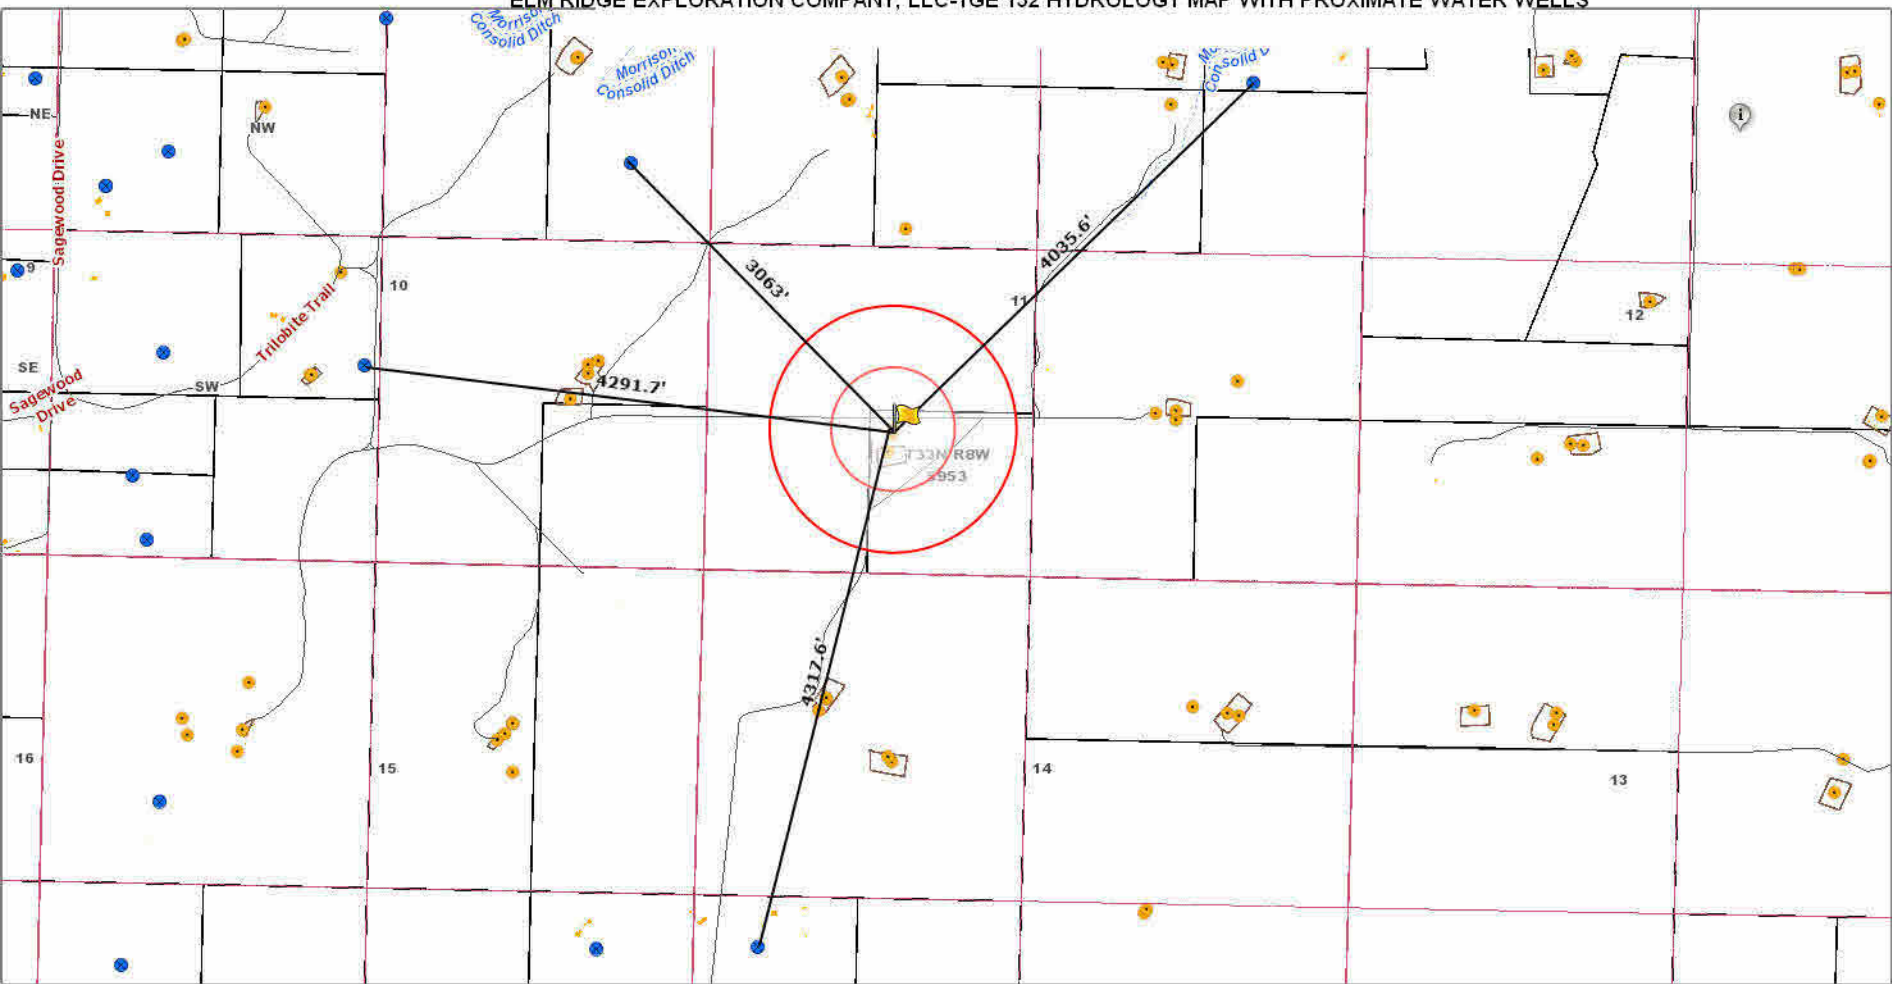 ELM RIDGE EXPLORATION COMPANY, LLC-TGE 132 HYDROLOGY MAP WITH PROXIMATE WATER WELLS
Morrison
Consolid Ditch
Morrison
Consolid Ditch
Consolid
NE
NW
Sagewood Drive
9
10
3063'
4035.6'
11
12
Trilobite Trail
SE
SW
Sagewood
Drive
4291.7'
T33N R8W
4317.6'
16
15
14
13